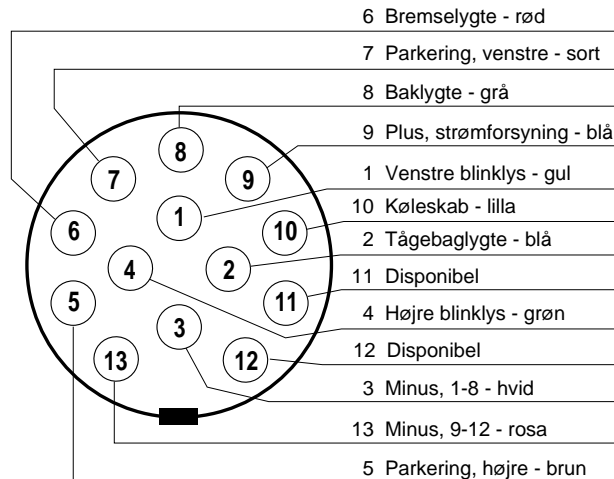 6 Bremselygte - rød
7 Parkering, venstre - sort
8 Baklygte - grå
9 Plus, strømforsyning - blå
1 Venstre blinklys - gul
10 Køleskab - lilla
2 Tågebaglygte - blå
11 Disponibel
4 Højre blinklys - grøn
12 Disponibel
3 Minus, 1-8 - hvid
13 Minus, 9-12 - rosa
5 Parkering, højre - brun
8
7
9
1
6
10
4
2
5
11
3
13
12